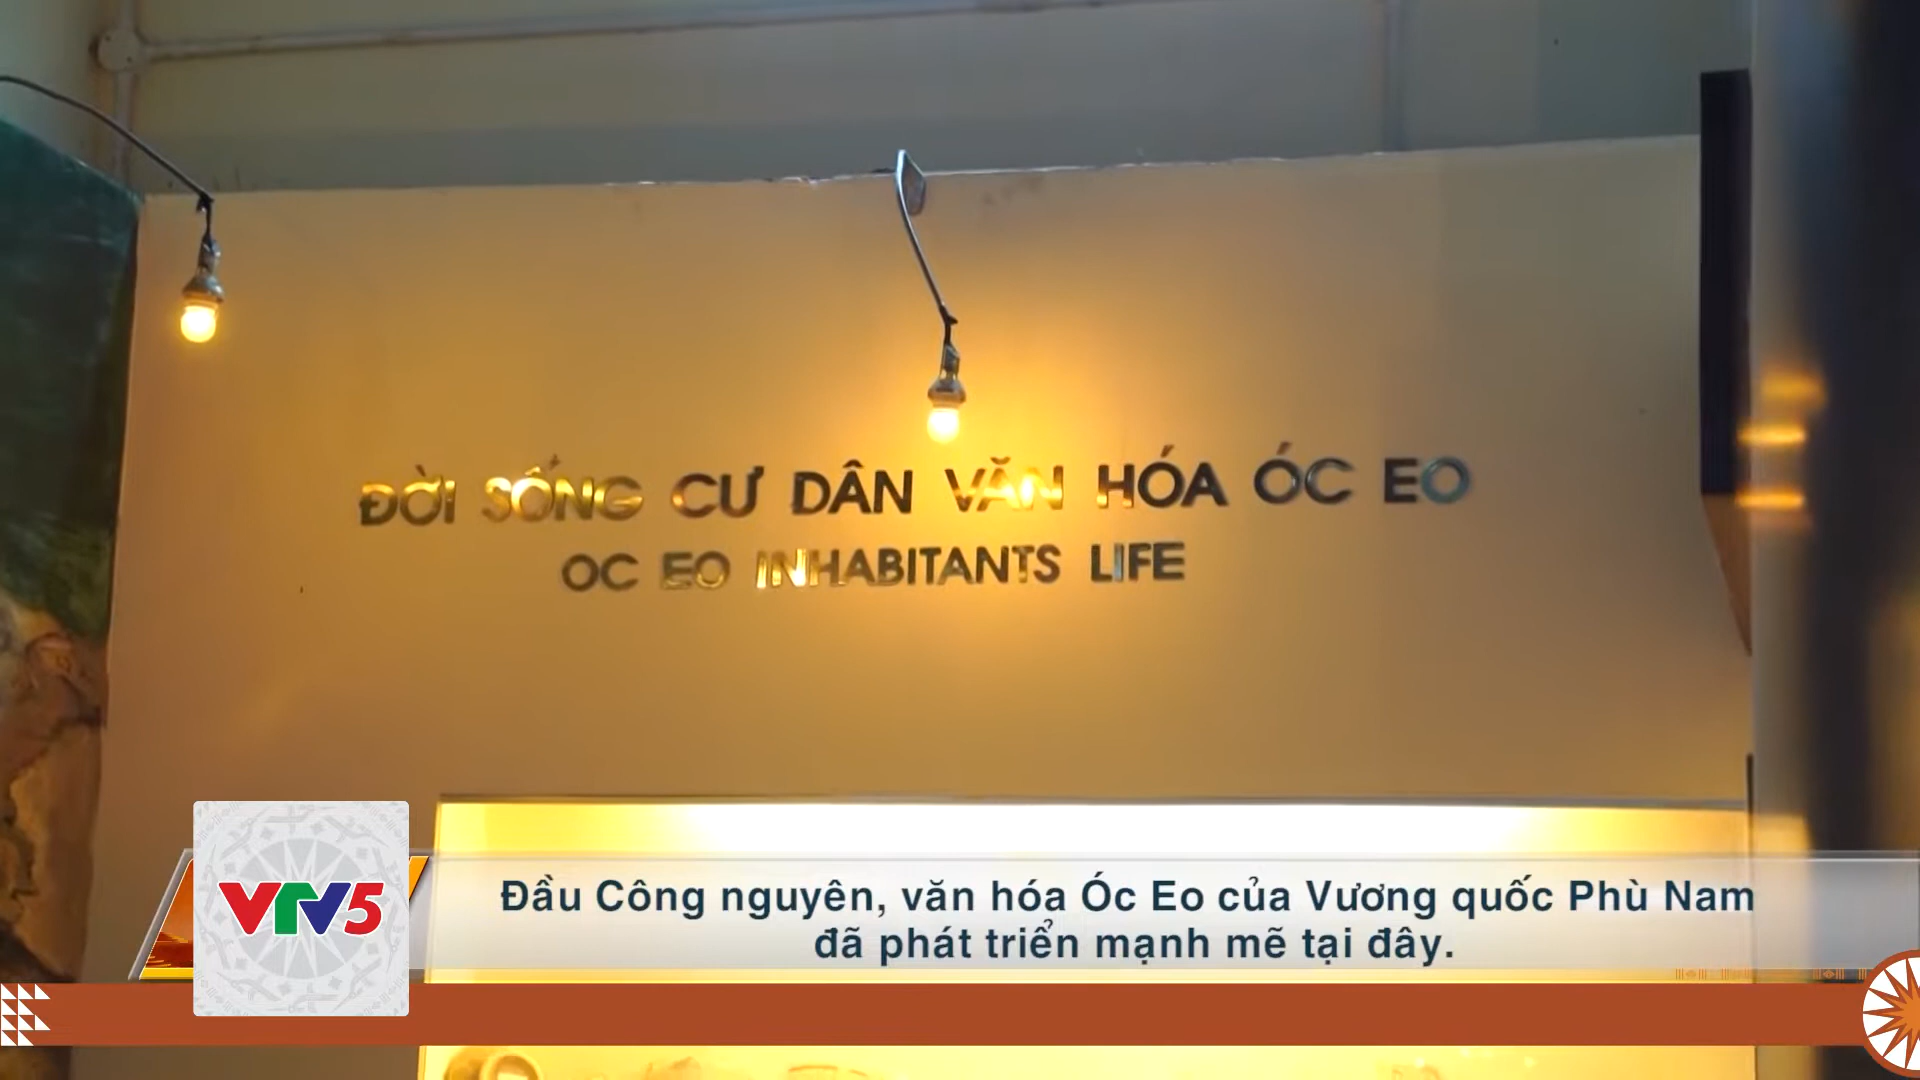 ĐỜI SỐNG CƯ DÂN VĂN HÓA ÓC EO
OC EO INHABITANTS LIFE
VTV5
Đầu Công nguyên, văn hóa Óc Eo của Vương quốc Phù Nam
đã phát triển mạnh mẽ tại đây.